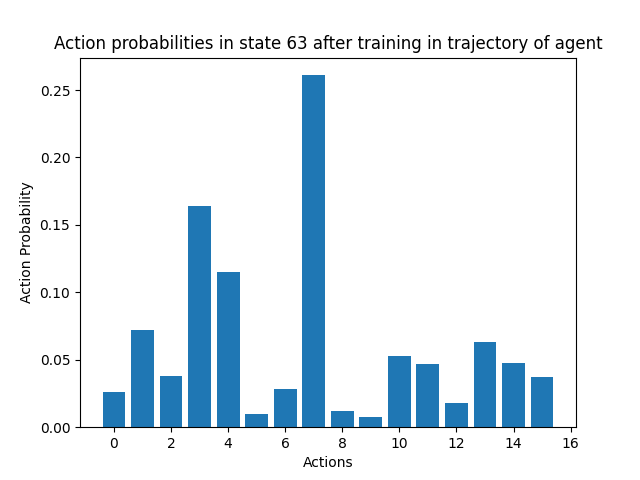 Action probabilities in state 63 after training in trajectory of agent
0.25
0.20
0.15
0.10
0.05
0.00
Action Probability
0 2 4 6 8 10 12 14 16
Actions